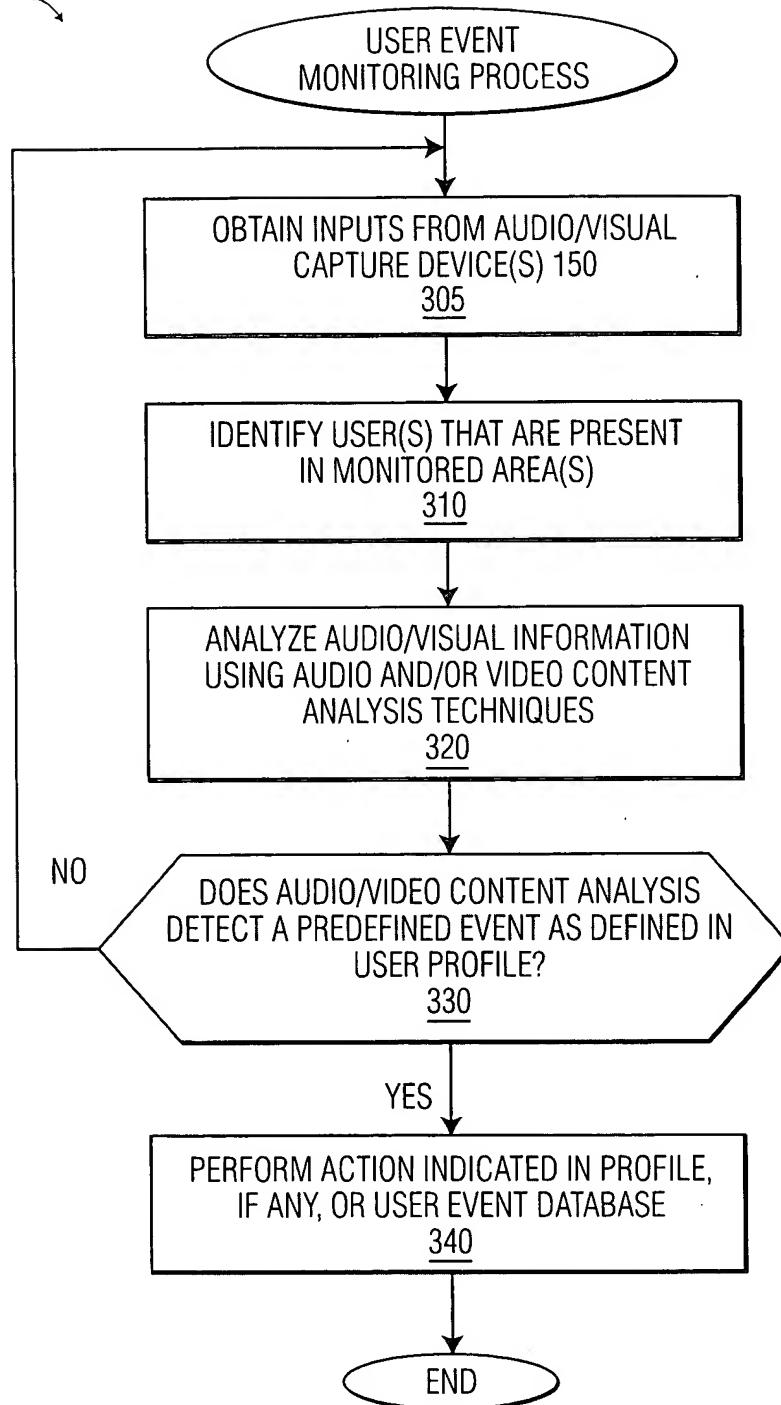 USER EVENT
MONITORING PROCESS
OBTAIN INPUTS FROM AUDIO/VISUAL
CAPTURE DEVICE(S) 150
305
IDENTIFY USER(S) THAT ARE PRESENT
IN MONITORED AREA(S)
310
ANALYZE AUDIO/VISUAL INFORMATION
USING AUDIO AND/OR VIDEO CONTENT
ANALYSIS TECHNIQUES
320
NO
DOES AUDIO/VIDEO CONTENT ANALYSIS
DETECT A PREDEFINED EVENT AS DEFINED IN
USER PROFILE?
330
YES
PERFORM ACTION INDICATED IN PROFILE,
IF ANY, OR USER EVENT DATABASE
340
END